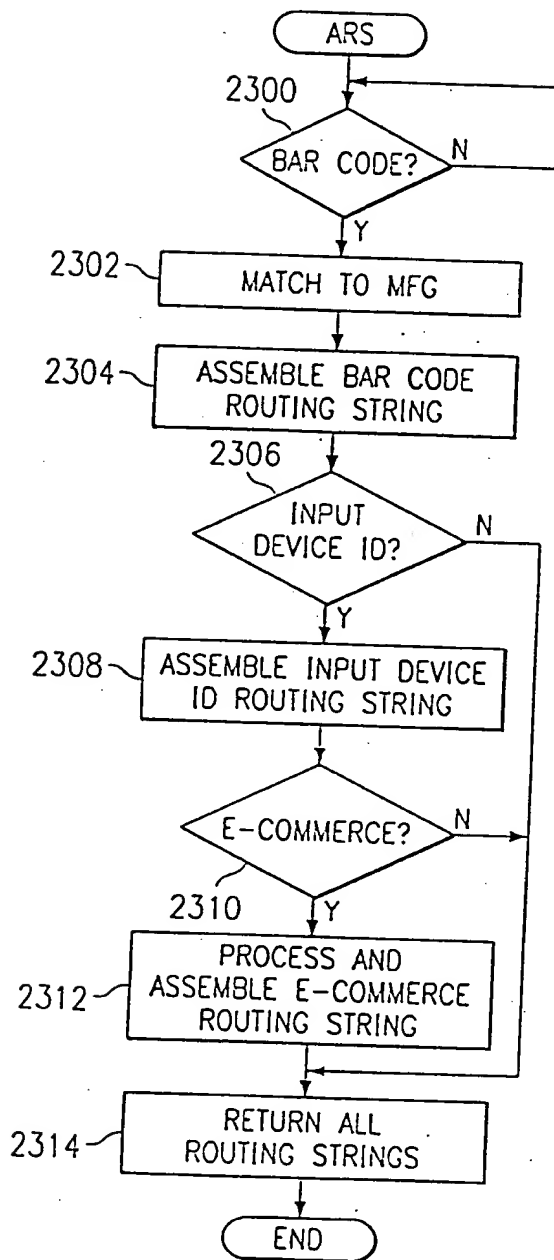 ARS
2300
BAR CODE?
N
Y
2302
MATCH TO MFG
2304
ASSEMBLE BAR CODE
ROUTING STRING
2306
INPUT
DEVICE ID?
N
Y
2308
ASSEMBLE INPUT DEVICE
ID ROUTING STRING
E-COMMERCE?
N
2310
Y
2312
PROCESS AND
ASSEMBLE E-COMMERCE
ROUTING STRING
2314
RETURN ALL
ROUTING STRINGS
END